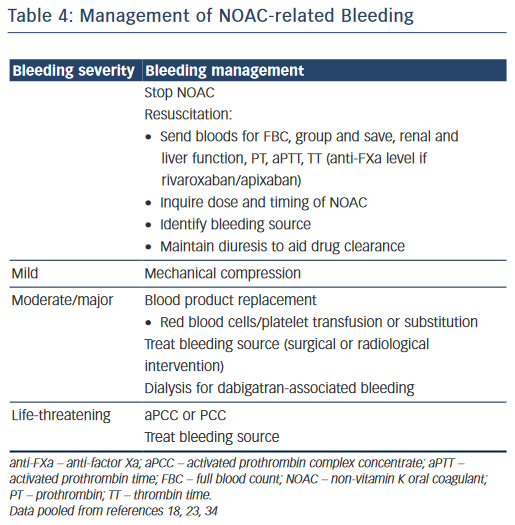 Table 4: Management of NOAC-related Bleeding
Bleeding severity Bleeding management
Stop NOAC
Resuscitation:
• Send bloods for FBC, group and save, renal and
liver function, PT, aPTT, TT (anti-FXa level if
rivaroxaban/apixaban)
• Inquire dose and timing of NOAC
• Identify bleeding source
• Maintain diuresis to aid drug clearance
Mild Mechanical compression
Moderate/major Blood product replacement
• Red blood cells/platelet transfusion or substitution
Treat bleeding source (surgical or radiological
intervention)
Dialysis for dabigatran-associated bleeding
Life-threatening aPCC or PCC
Treat bleeding source
anti-FXa – anti-factor Xa; aPCC – activated prothrombin complex concentrate; aPTT –
activated prothrombin time; FBC – full blood count; NOAC – non-vitamin K oral coagulant;
PT – prothrombin; TT – thrombin time.
Data pooled from references 18, 23, 34